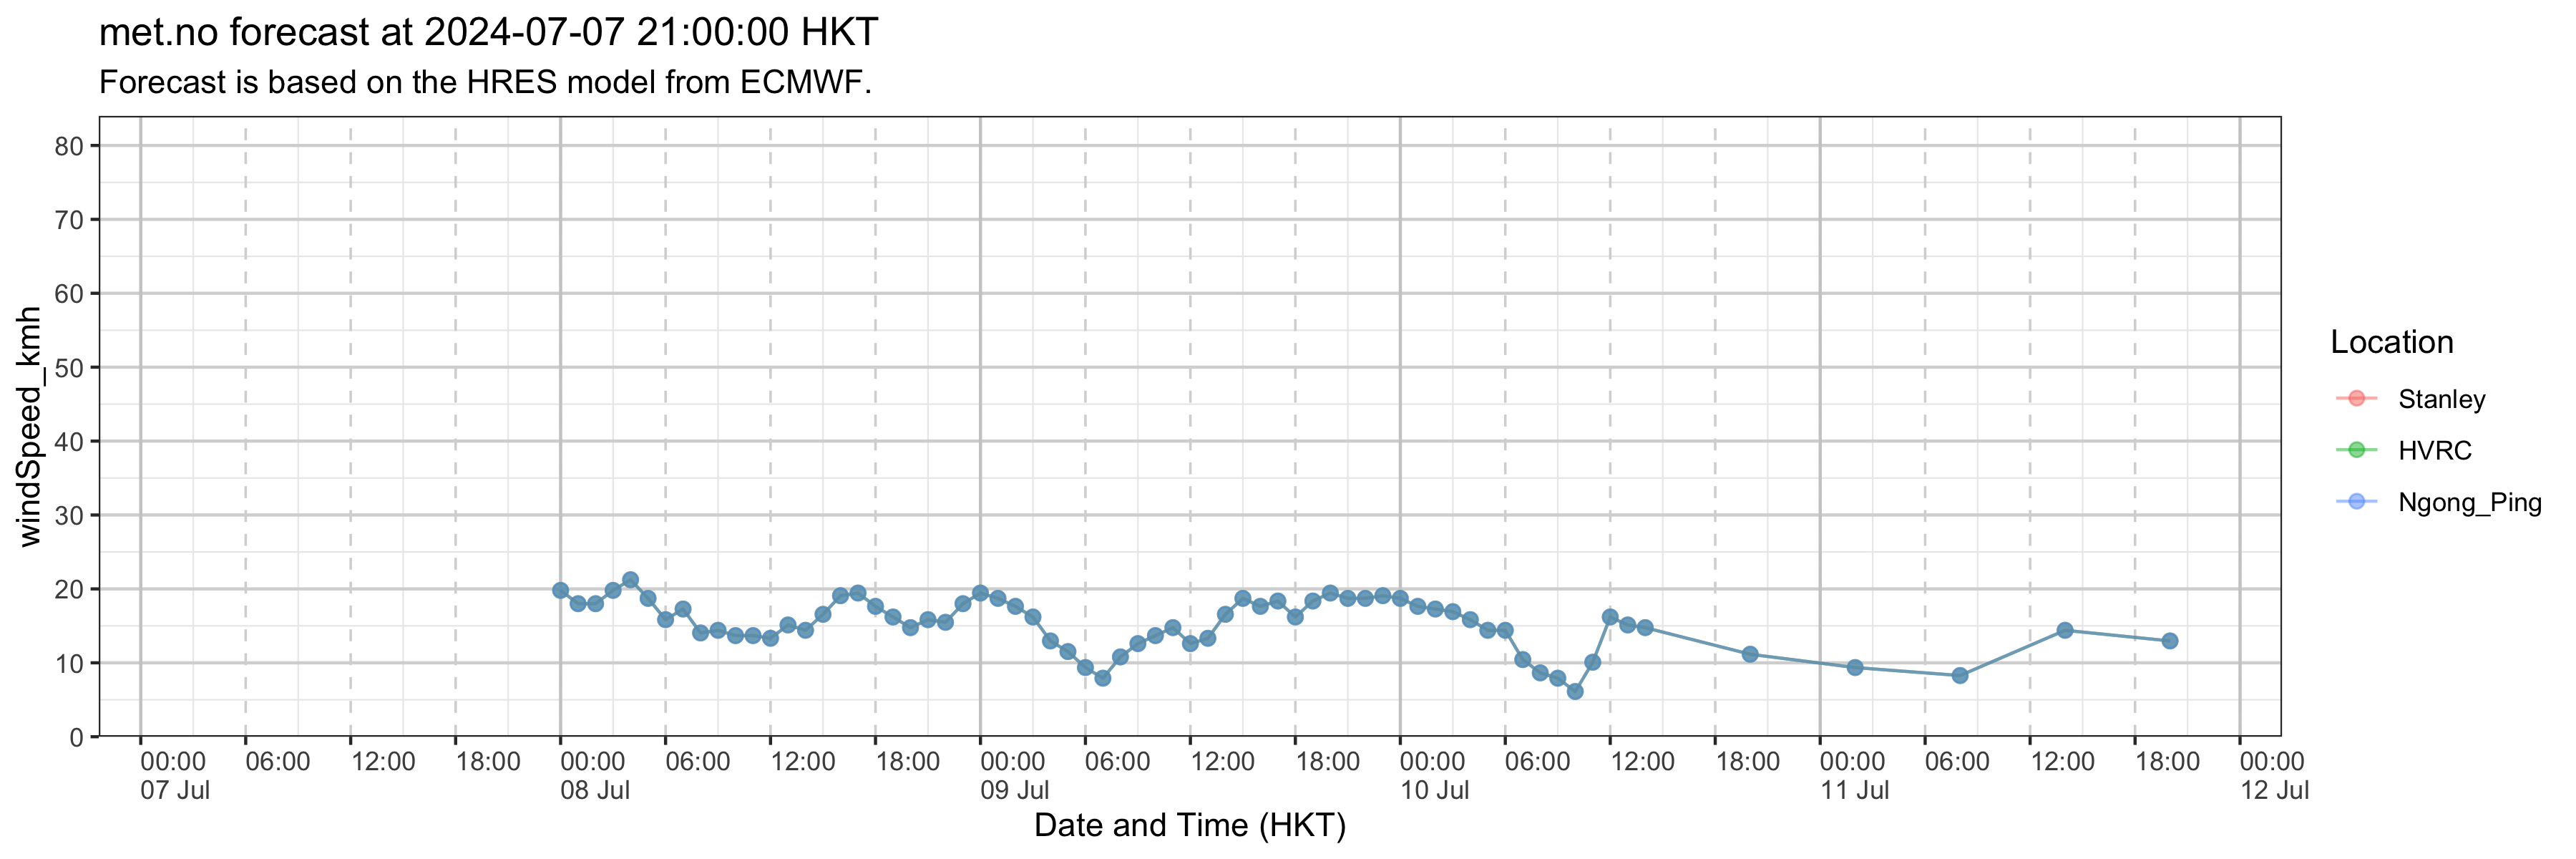 met.no forecast at 2024-07-07 21:00:00 HKT
Forecast is based on the HRES model from ECMWF.
windSpeed_kmh
80
70
60
50
40
30
20
10
0
00:00 06:00 12:00 18:00 00:00 06:00 12:00 18:00 00:00 06:00 12:00 18:00 00:00 06:00 12:00 18:00 00:00 06:00 12:00 18:00 00:00
07 Jul 08 Jul 09 Jul 10 Jul 11 Jul 12 Jul
Date and Time (HKT)
Location
Stanley
HVRC
Ngong_Ping